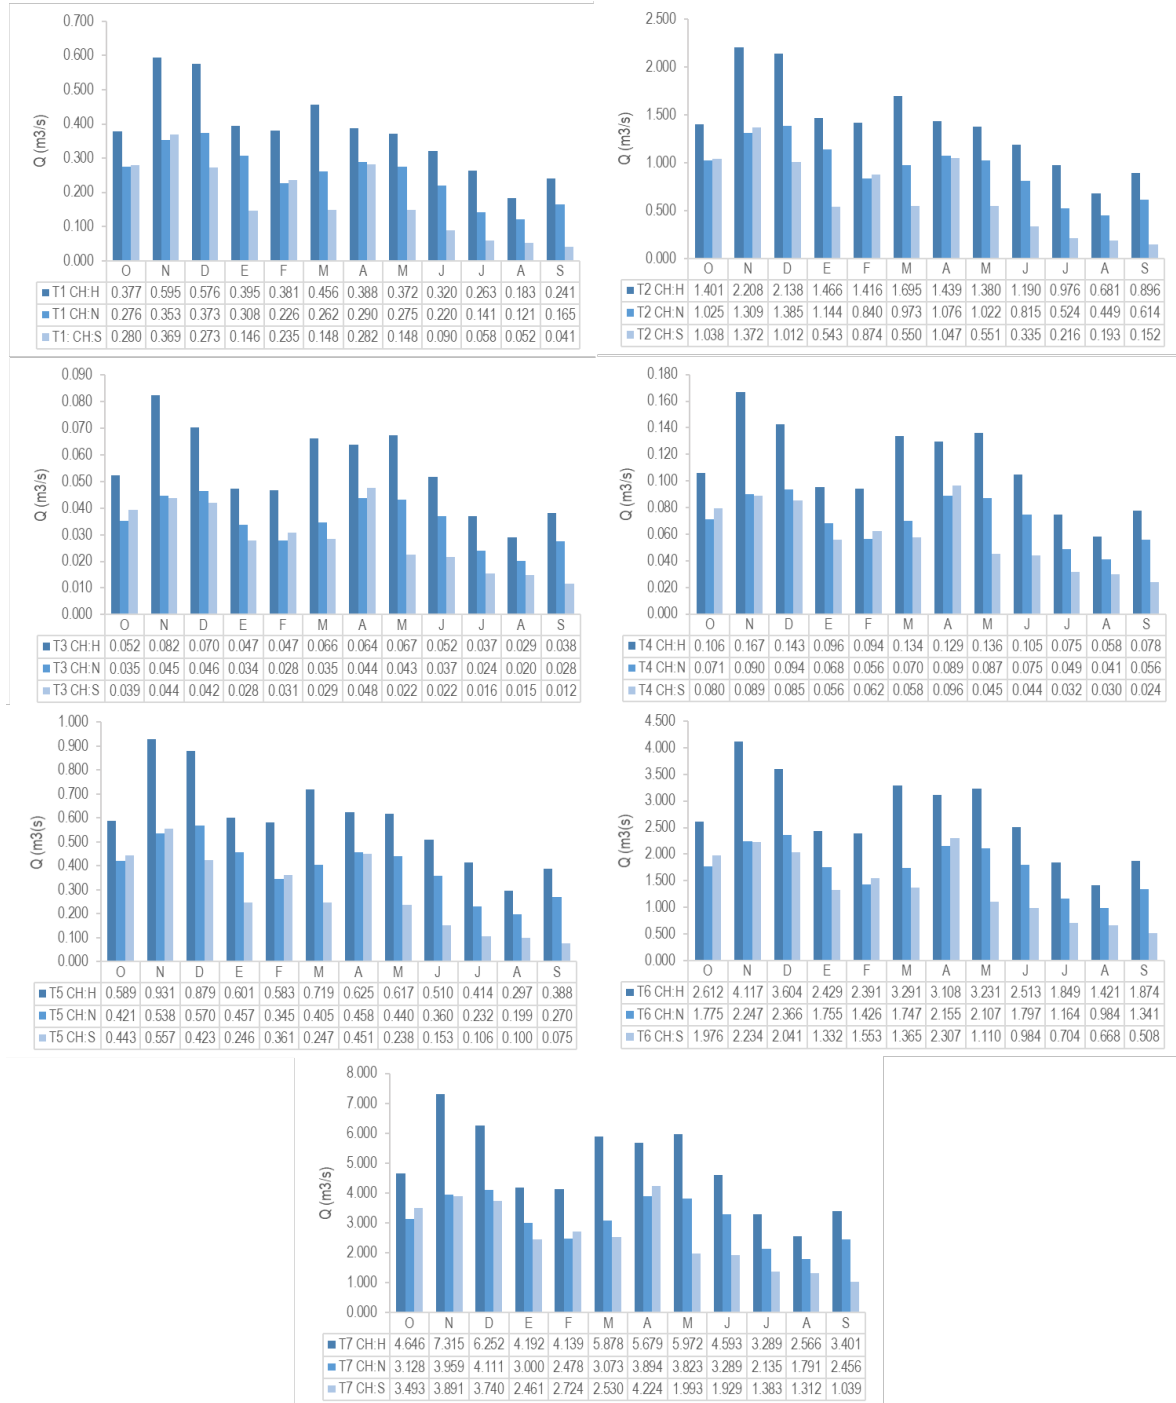 0.700
0.600
0.500
0.400
0.300
0.200
0.100
0.000
Q (m3/s)
O N D E F M A M J J A S
T1 CH:H 0.377 0.595 0.576 0.395 0.381 0.456 0.388 0.372 0.320 0.263 0.183 0.241
T1 CH:N 0.276 0.353 0.373 0.308 0.226 0.262 0.290 0.275 0.220 0.141 0.121 0.165
T1: CH:S 0.280 0.369 0.273 0.146 0.235 0.148 0.282 0.148 0.090 0.058 0.052 0.041
2.500
2.000
1.500
1.000
0.500
0.000
Q (m3/s)
O N D E F M A M J J A S
T2 CH:H 1.401 2.208 2.138 1.466 1.416 1.695 1.439 1.380 1.190 0.976 0.681 0.896
T2 CH:N 1.025 1.309 1.385 1.144 0.840 0.973 1.076 1.022 0.815 0.524 0.449 0.614
T2 CH:S 1.038 1.372 1.012 0.543 0.874 0.550 1.047 0.551 0.335 0.216 0.193 0.152
0.090
0.080
0.070
0.060
0.050
0.040
0.030
0.020
0.010
0.000
Q (m3/s)
O N D E F M A M J J A S
T3 CH:H 0.052 0.082 0.070 0.047 0.047 0.066 0.064 0.067 0.052 0.037 0.029 0.038
T3 CH:N 0.035 0.045 0.046 0.034 0.028 0.035 0.044 0.043 0.037 0.024 0.020 0.028
T3 CH:S 0.039 0.044 0.042 0.028 0.031 0.029 0.048 0.022 0.022 0.016 0.015 0.012
0.180
0.160
0.140
0.120
0.100
0.080
0.060
0.040
0.020
0.000
Q (m3/s)
O N D E F M A M J J A S
T4 CH:H 0.106 0.167 0.143 0.096 0.094 0.134 0.129 0.136 0.105 0.075 0.058 0.078
T4 CH:N 0.071 0.090 0.094 0.068 0.056 0.070 0.089 0.087 0.075 0.049 0.041 0.056
T4 CH:S 0.080 0.089 0.085 0.056 0.062 0.058 0.096 0.045 0.044 0.032 0.030 0.024
1.000
0.900
0.800
0.700
0.600
0.500
0.400
0.300
0.200
0.100
0.000
Q (m3(s)
O N D E F M A M J J A S
T5 CH:H 0.589 0.931 0.879 0.601 0.583 0.719 0.625 0.617 0.510 0.414 0.297 0.388
T5 CH:N 0.421 0.538 0.570 0.457 0.345 0.405 0.458 0.440 0.360 0.232 0.199 0.270
T5 CH:S 0.443 0.557 0.423 0.246 0.361 0.247 0.451 0.238 0.153 0.106 0.100 0.075
4.500
4.000
3.500
3.000
2.500
2.000
1.500
1.000
0.500
0.000
Q (m3(s)
O N D E F M A M J J A S
T6 CH:H 2.612 4.117 3.604 2.429 2.391 3.291 3.108 3.231 2.513 1.849 1.421 1.874
T6 CH:N 1.775 2.247 2.366 1.755 1.426 1.747 2.155 2.107 1.797 1.164 0.984 1.341
T6 CH:S 1.976 2.234 2.041 1.332 1.553 1.365 2.307 1.110 0.984 0.704 0.668 0.508
8.000
7.000
6.000
5.000
4.000
3.000
2.000
1.000
0.000
Q (m3/s)
O N D E F M A M J J A S
T7 CH:H 4.646 7.315 6.252 4.192 4.139 5.878 5.679 5.972 4.593 3.289 2.566 3.401
T7 CH:N 3.128 3.959 4.111 3.000 2.478 3.073 3.894 3.823 3.289 2.135 1.791 2.456
T7 CH:S 3.493 3.891 3.740 2.461 2.724 2.530 4.224 1.993 1.929 1.383 1.312 1.039